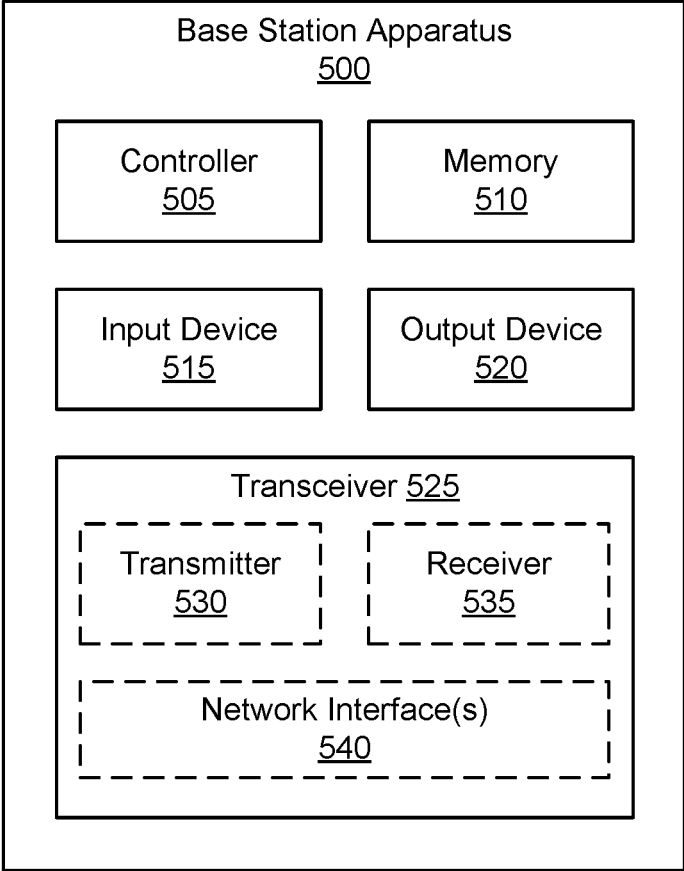 Base Station Apparatus
500
Controller
505
Memory
510
Input Device
515
Output Device
520
Transceiver 525
Transmitter
530
Receiver
535
Network Interface(s)
540